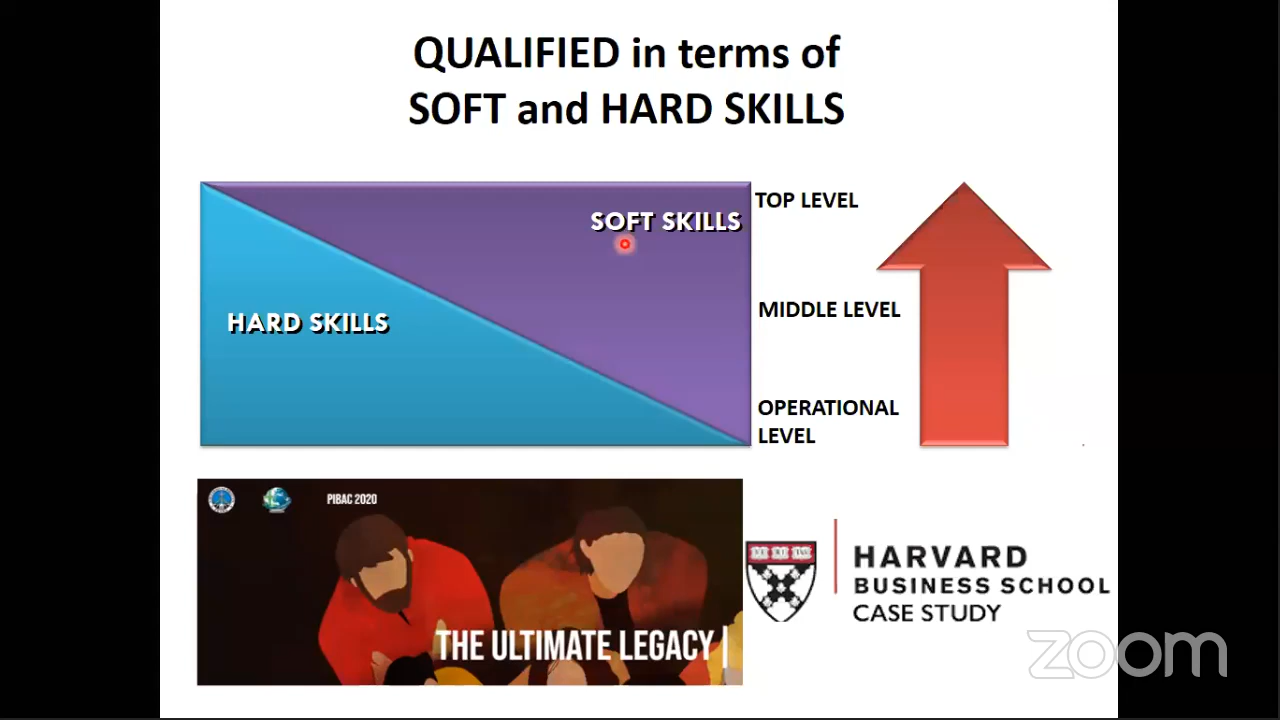 QUALIFIED in terms of
SOFT and HARD SKILLS
SOFT SKILLS
HARD SKILLS
TOP LEVEL
MIDDLE LEVEL
OPERATIONAL
LEVEL
PIBAC 2020
THE ULTIMATE LEGACY |
HARVARD
BUSINESS SCHOOL
CASE STUDY
zoom